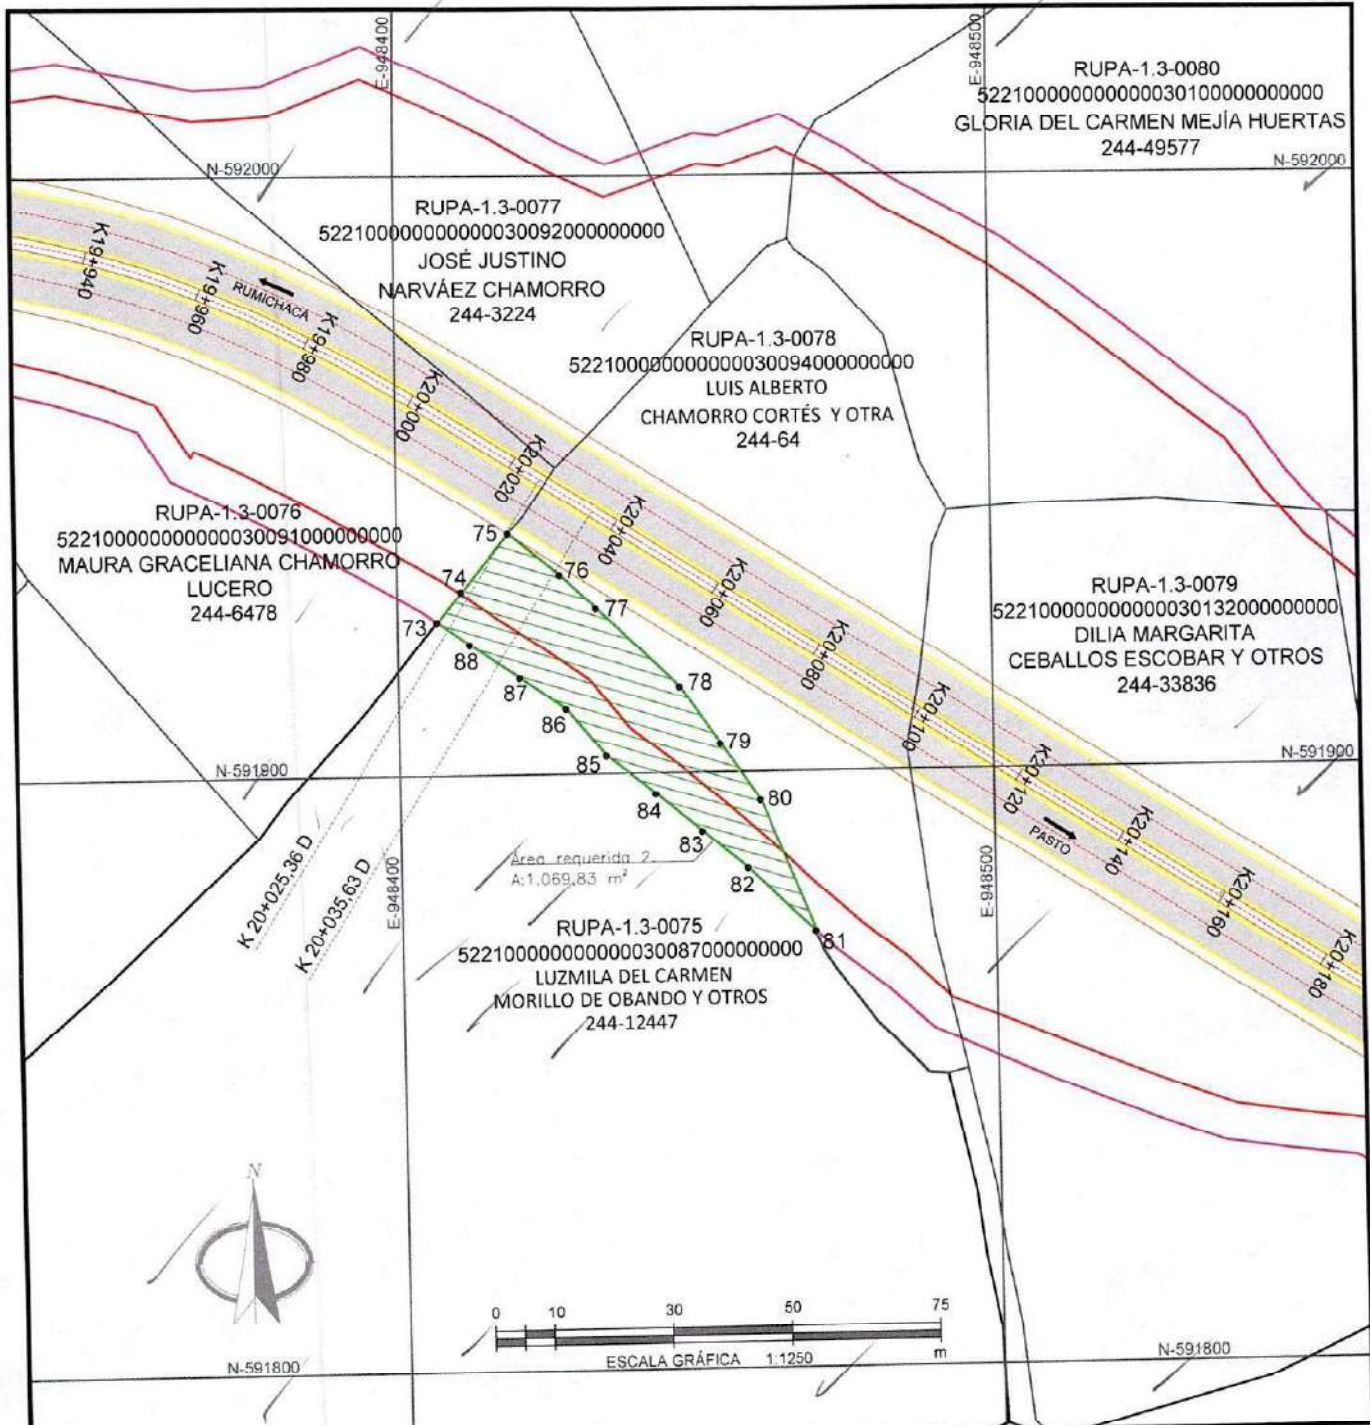 E-948400
E-948500
RUPA-1.3-0080
522100000000000030100000000000
GLORIA DEL CARMEN MEJÍA HUERTAS
244-49577
N-592000
N-592000
RUPA-1.3-0077
522100000000000030092000000000
JOSÉ JUSTINO
NARVÁEZ CHAMORRO
244-3224
K19+940
K19+960
RUMICHACA
K19+980
K20+000
RUPA-1.3-0078
522100000000000030094000000000
LUIS ALBERTO
CHAMORRO CORTÉS Y OTRA
244-64
K20+020
K20+040
K20+060
K20+080
K20+100
K20+120
PASTO
K20+140
K20+160
K20+180
RUPA-1.3-0076
522100000000000030091000000000
MAURA GRACELIANA CHAMORRO
LUCERO
244-6478
RUPA-1.3-0079
522100000000000030132000000000
DILIA MARGARITA
CEBALLOS ESCOBAR Y OTROS
244-33836
75
76
74
77
73
88
87
78
86
79
85
80
84
83
82
81
N-591900
N-591900
K 20+025,36 D
K 20+035,63 D
E-948400
E-948500
Área requerida 2
A:1,069,83 m²
RUPA-1.3-0075
522100000000000030087000000000
LUZMILA DEL CARMEN
MORILLO DE OBANDO Y OTROS
244-12447
N
0 10 30 50 75
m
ESCALA GRÁFICA 1:1250
N-591800
N-591800